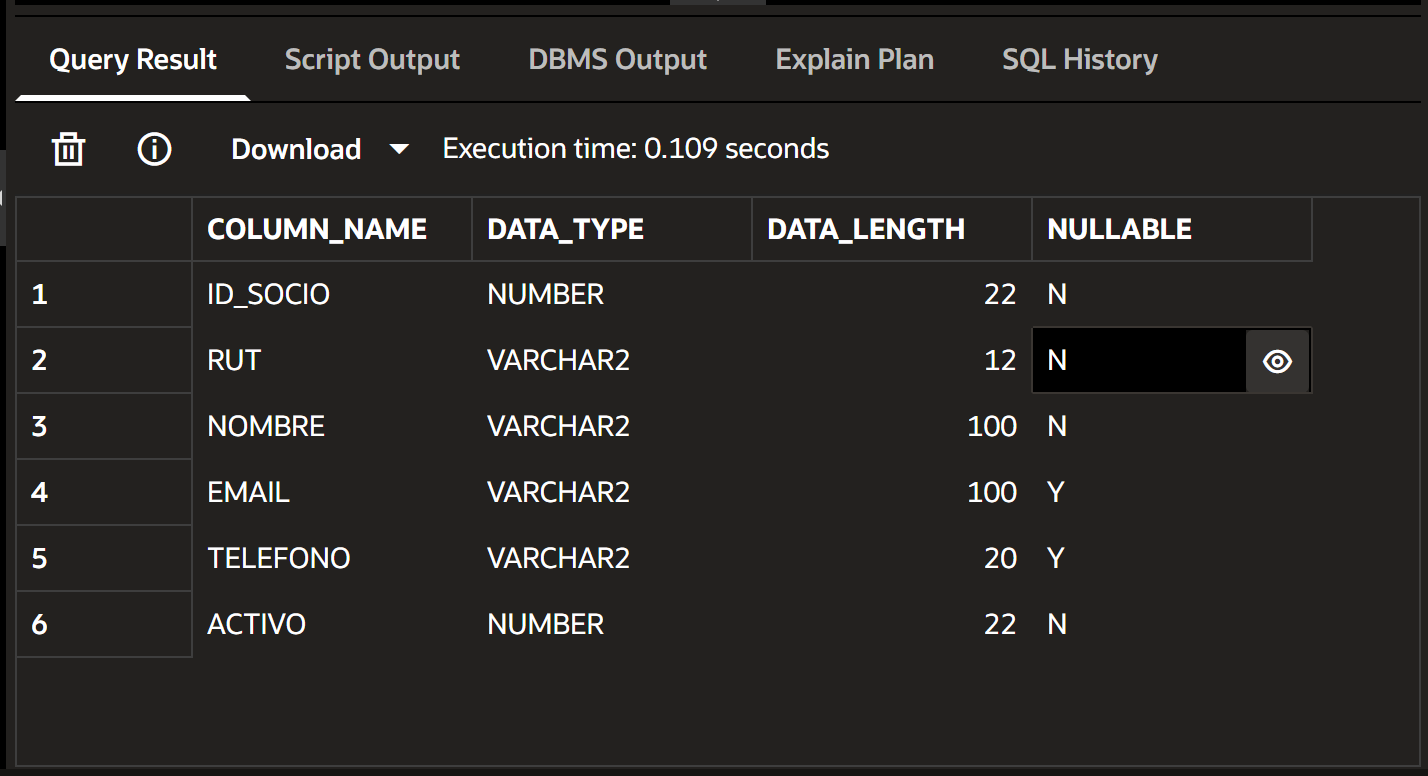 Query Result Script Output DBMS Output Explain Plan SQL History
Download Execution time: 0.109 seconds
COLUMN_NAME DATA_TYPE DATA_LENGTH NULLABLE
1 ID_SOCIO NUMBER 22 N
2 RUT VARCHAR2 12 N
3 NOMBRE VARCHAR2 100 N
4 EMAIL VARCHAR2 100 Y
5 TELEFONO VARCHAR2 20 Y
6 ACTIVO NUMBER 22 N